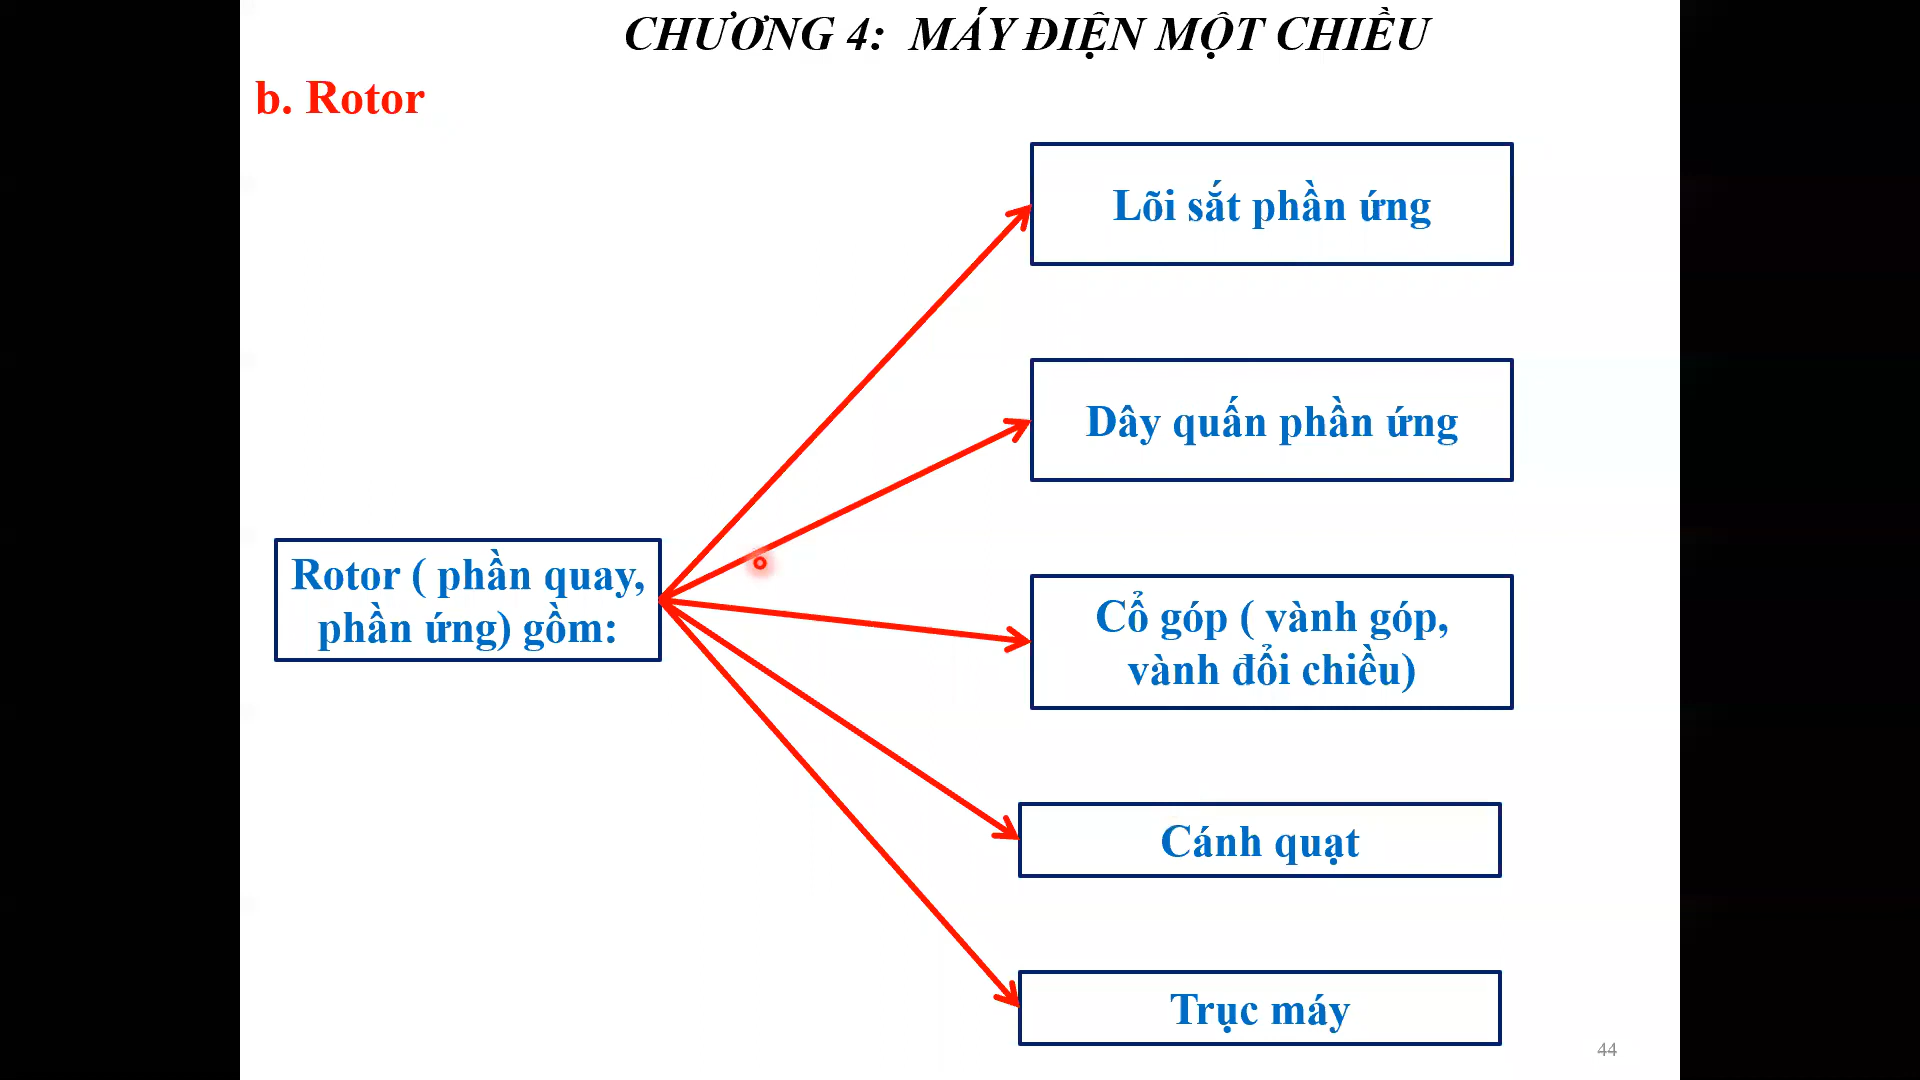 CHƯƠNG 4: MÁY ĐIỆN MỘT CHIỀU
b. Rotor
Lõi sắt phần ứng
Dây quấn phần ứng
Rotor ( phần quay,
phần ứng) gồm:
Cổ góp ( vành góp,
vành đổi chiều)
Cánh quạt
Trục máy
44